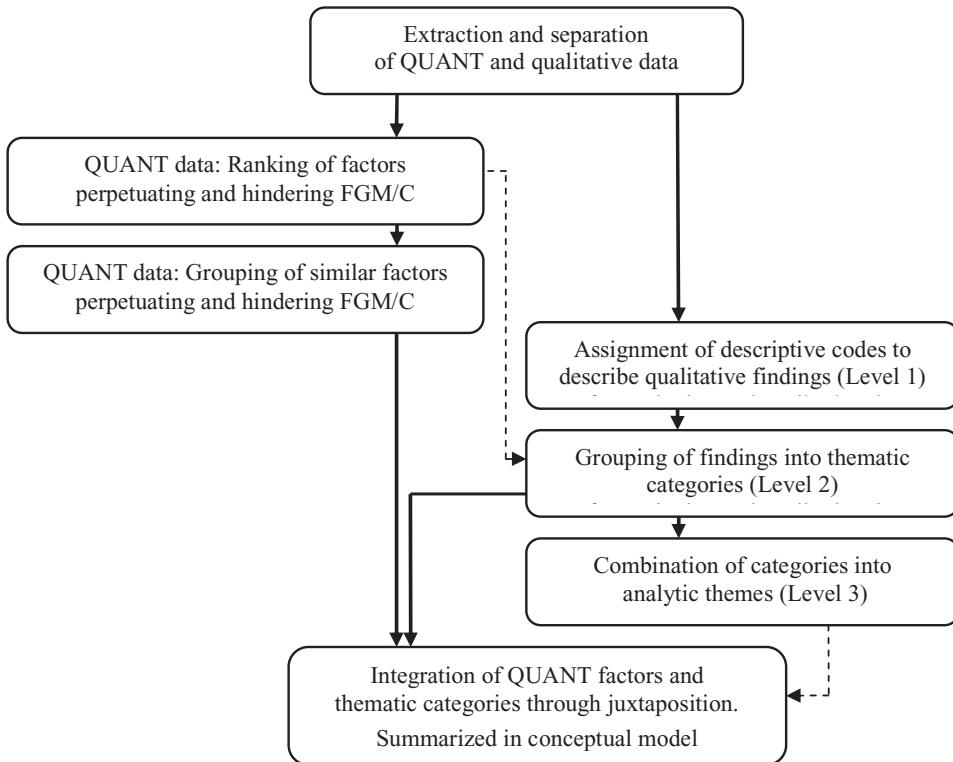 Extraction and separation
of QUANT and qualitative data
QUANT data: Ranking of factors
perpetuating and hindering FGM/C
QUANT data: Grouping of similar factors
perpetuating and hindering FGM/C
Assignment of descriptive codes to
describe qualitative findings (Level 1)
Grouping of findings into thematic
categories (Level 2)
Combination of categories into
analytic themes (Level 3)
Integration of QUANT factors and
thematic categories through juxtaposition.
Summarized in conceptual model